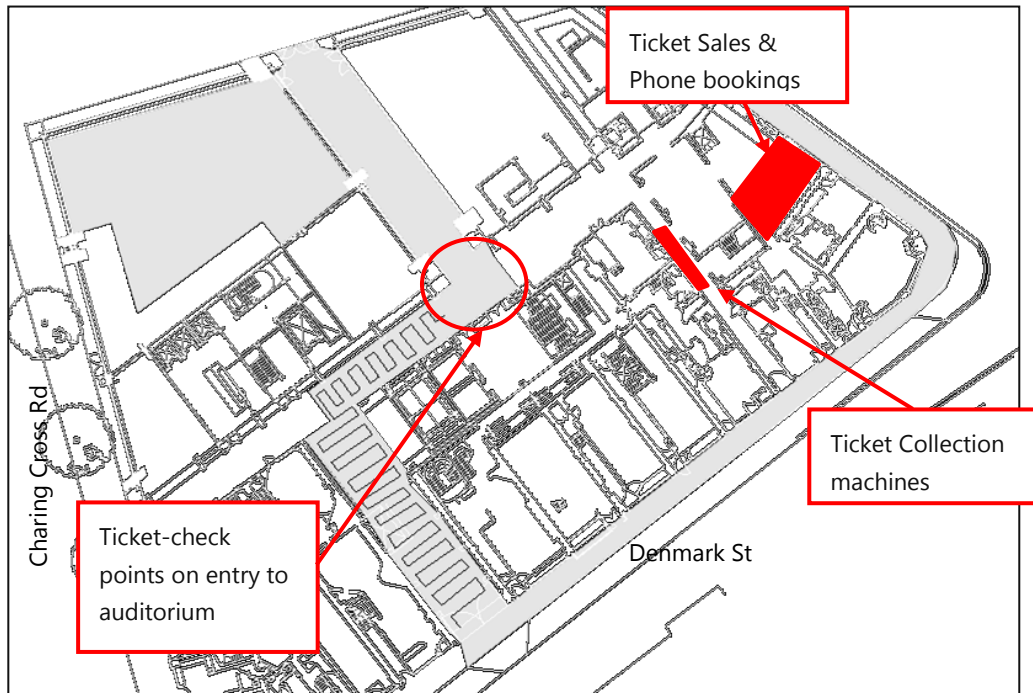 Ticket Sales &
Phone bookings
Charing Cross Rd
Ticket Collection
machines
Ticket-check
points on entry to
auditorium
Denmark St